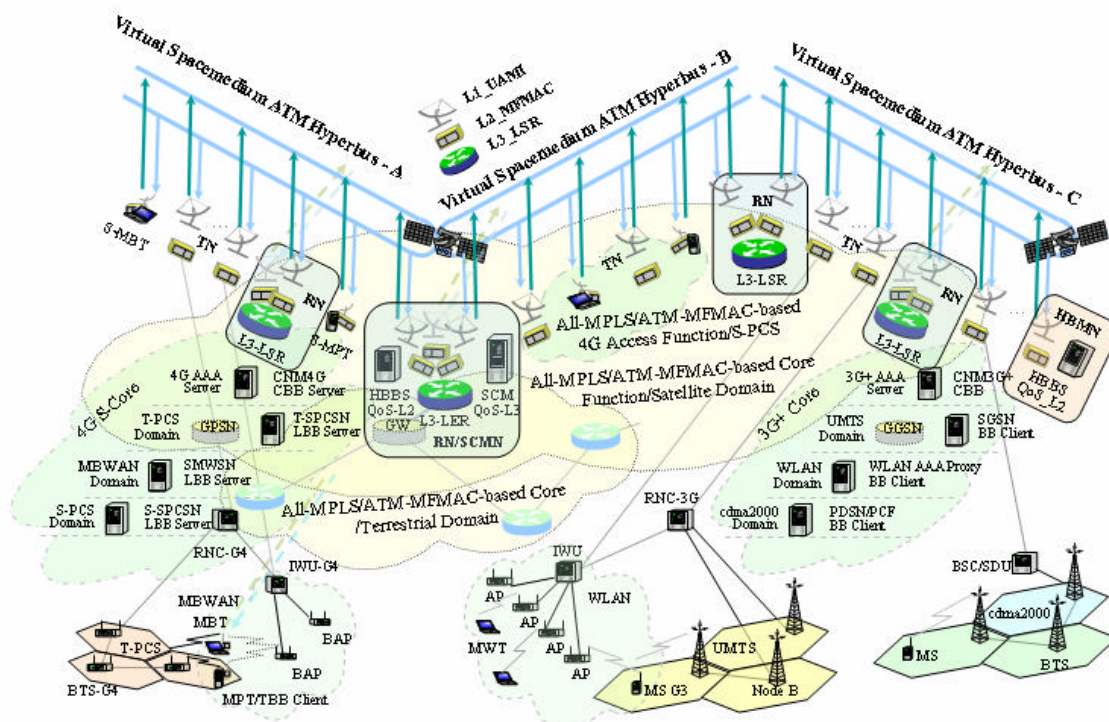 Virtual Spacemedium ATM Hyperbus - A
Virtual Spacemedium ATM Hyperbus - B
Virtual Spacemedium ATM Hyperbus - C
L1_UANH
L2_MFMAC
L3_LSR
S-MBT
TN
RN
L3-LSR
S-MPT
TN
RN
L3-LSR
TN
RN
L3-LSR
HBMN
HBBS
QoS_L2
All-MPLS/ATM-MFMAC-based
4G Access Function/S-PCS
All-MPLS/ATM-MFMAC-based Core
Function/Satellite Domain
HBBS
QoS-L2
L3-LER
SCM
QoS-L3
GW
RN/SCMN
4G S-Core
4G AAA
Server
CNM4G
CBB Server
T-PCS
Domain
GPSN
T-SPCSN
LBB Server
MBWAN
Domain
SMWSN
LBB Server
S-PCS
Domain
S-SPCSN
LBB Server
All-MPLS/ATM-MFMAC-based Core
/Terrestrial Domain
3G+ Core
3G+ AAA
Server
CNM3G+
CBB
UMTS
Domain
GGSN
SGSN
BB Client
WLAN
Domain
WLAN AAA Proxy
BB Client
cdma2000
Domain
PDSN/PCF
BB Client
RNC-G4
IWU-G4
MBWAN
MBT
BAP
BAP
T-PCS
BTS-G4
MPT/TBB Client
RNC-3G
IWU
WLAN
AP
AP
AP
AP
AP
MWT
UMTS
MS G3
Node B
BSC/SDU
cdma2000
MS
BTS